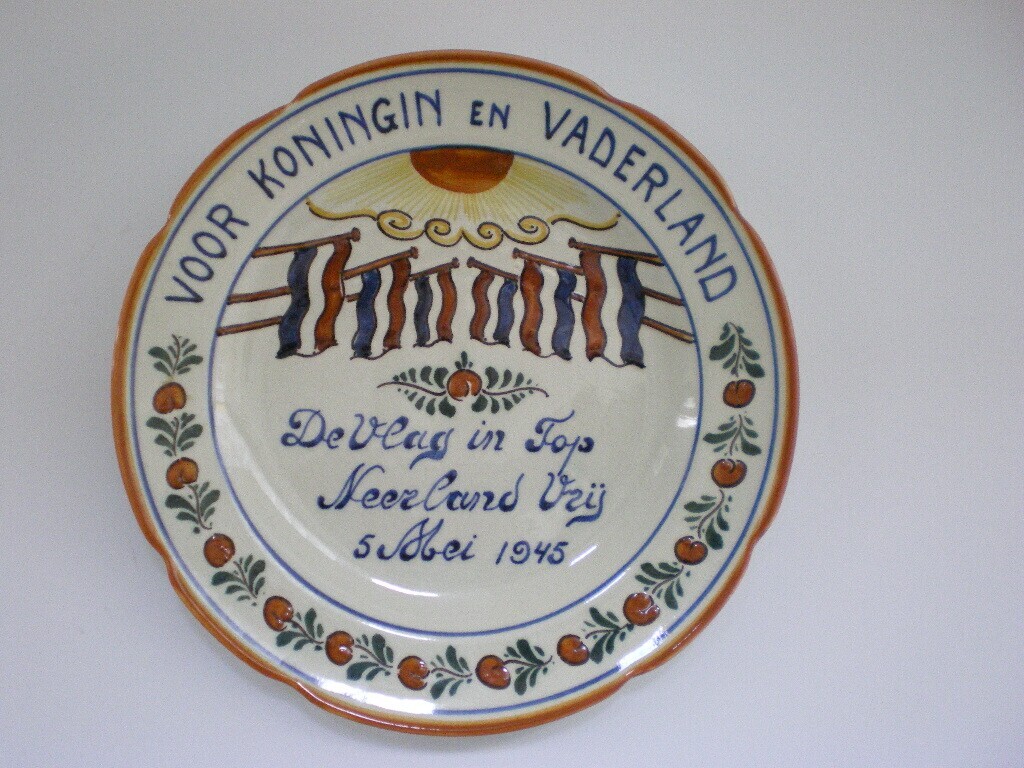 VOOR KONINGIN EN VADERLAND
De Vlag in Top
Neerland Vrij
5 Mei 1945